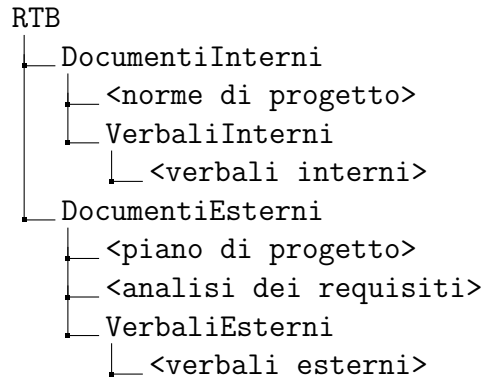 RTB
DocumentiInterni
<norme di progetto>
VerbaliInterni
<verbali interni>
DocumentiEsterni
<piano di progetto>
<analisi dei requisiti>
VerbaliEsterni
<verbali esterni>